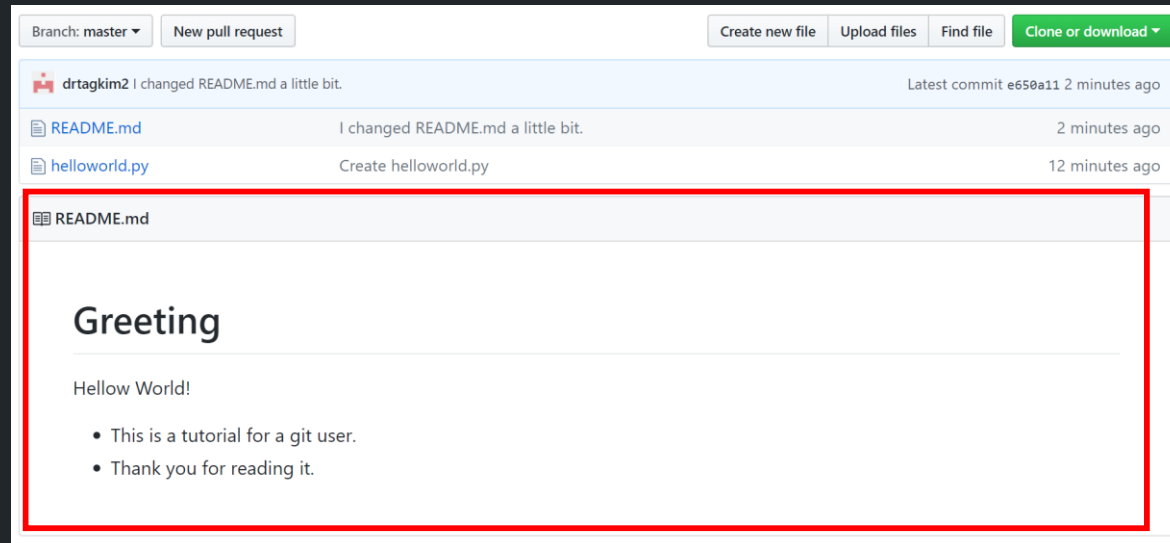 Branch: master New pull request Create new file Upload files Find file Clone or download
drtagkim2 I changed README.md a little bit. Latest commit e650a11 2 minutes ago
README.md I changed README.md a little bit. 2 minutes ago
helloworld.py Create helloworld.py 12 minutes ago
README.md
Greeting
Hellow World!
• This is a tutorial for a git user.
• Thank you for reading it.